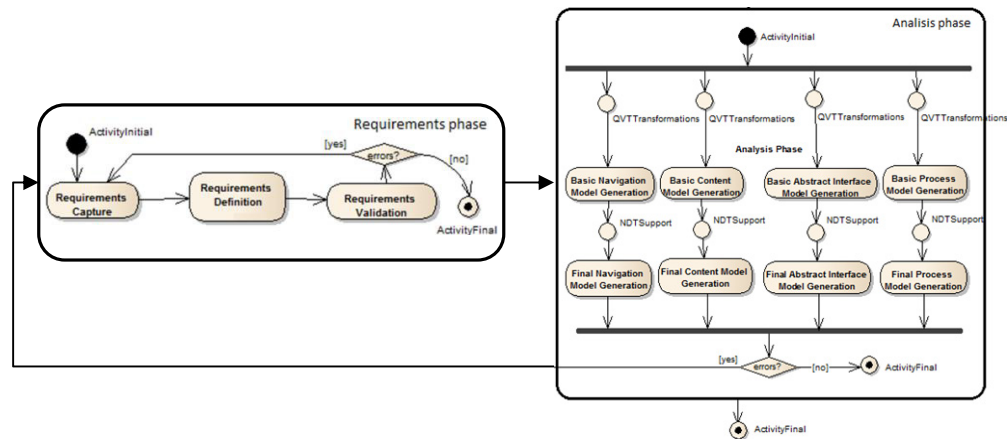 Requirements phase
ActivityInitial
[yes]
errors?
[no]
Requirements
Capture
Requirements
Definition
Requirements
Validation
ActivityFinal
Analisis phase
ActivityInitial
QVTTransformations
QVTTransformations
QVTTransformations
QVTTransformations
Analysis Phase
Basic Navigation
Model Generation
Basic Content
Model Generation
Basic Abstract Interface
Model Generation
Basic Process
Model Generation
NDTSupport
NDTSupport
NDTSupport
NDTSupport
Final Navigation
Model Generation
Final Content Model
Generation
Final Abstract Interface
Model Generation
Final Process
Model Generation
[yes]
errors?
[no]
ActivityFinal
ActivityFinal